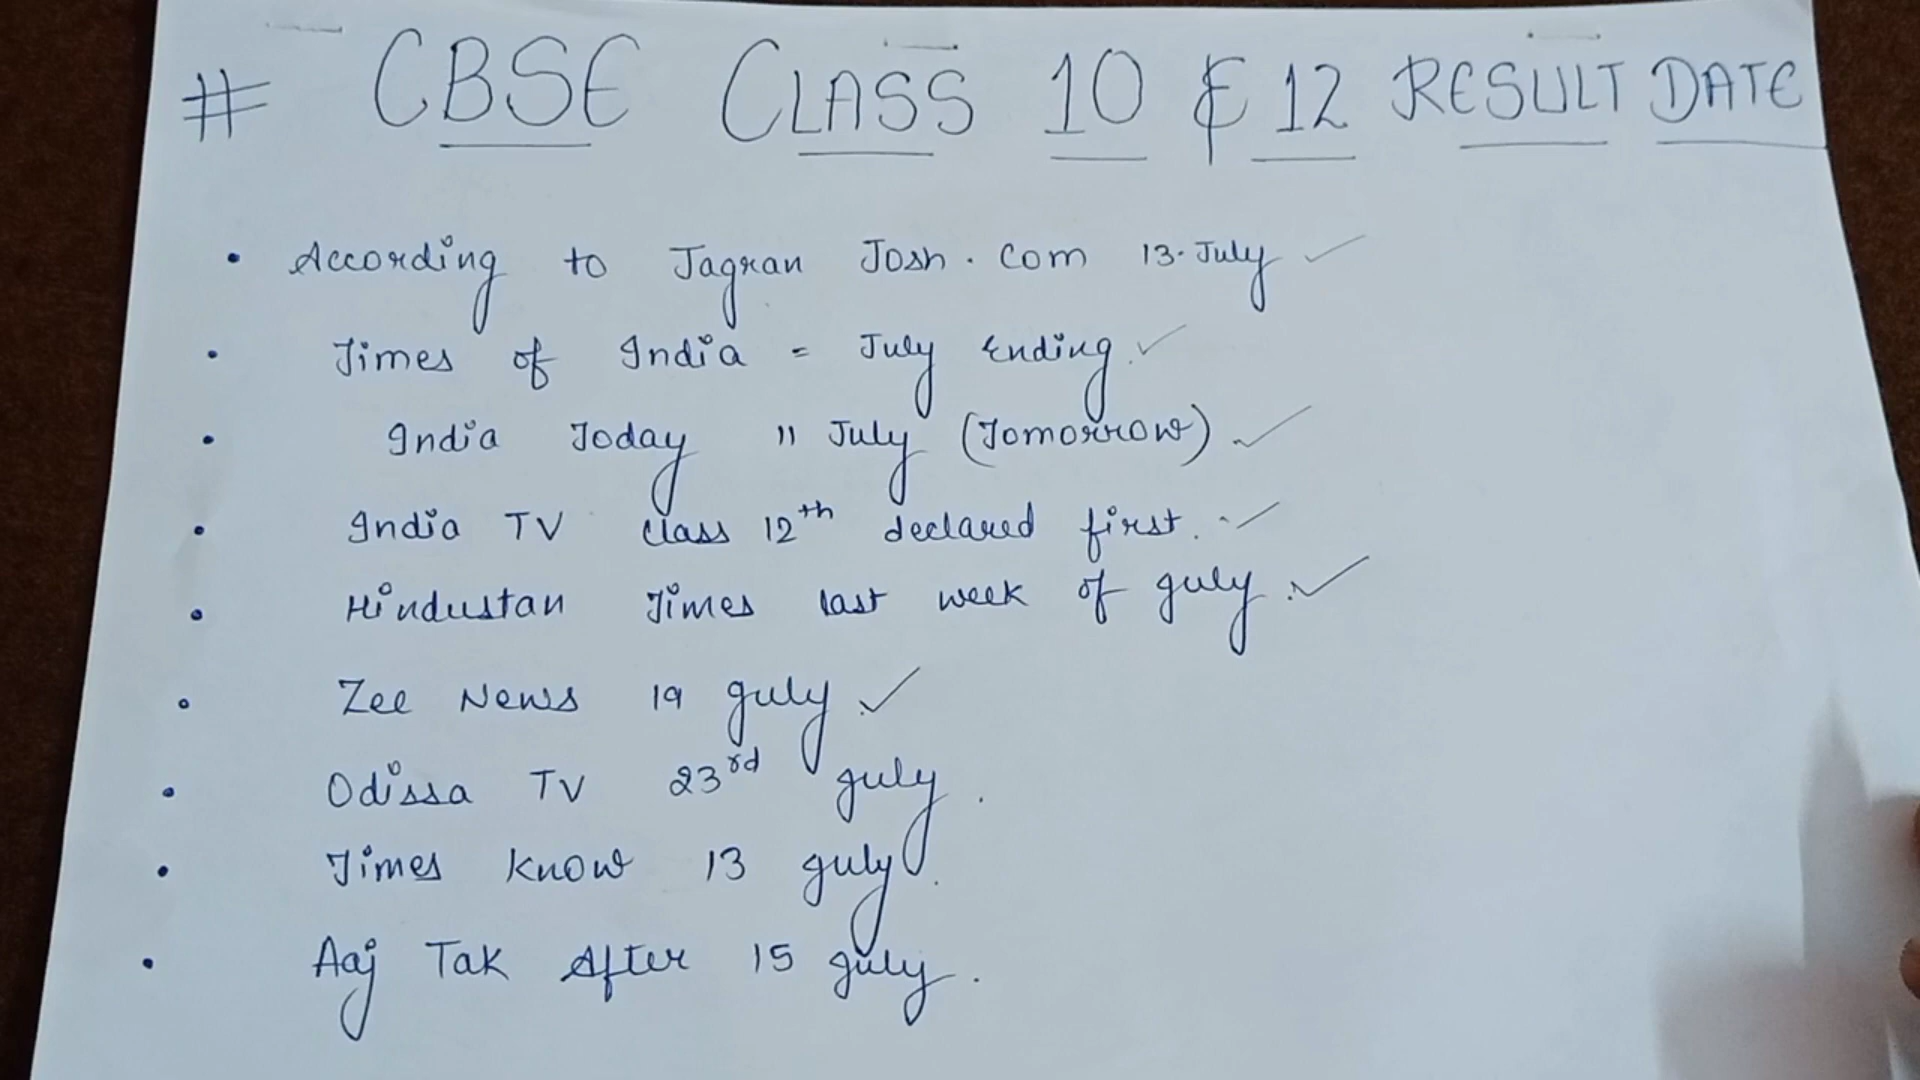 # CBSE CLASS 10 & 12 RESULT DATE
• According to Jagran Josh. com 13-July ✓
• Times of India = July Ending. ✓
• India Today 11 July (Tomorrow) ✓
• India TV class 12th declared first. ✓
• Hindustan Times last week of july. ✓
• Zee News 19 july ✓
• Odissa TV 23rd july.
• Times know 13 july.
• Aaj Tak After 15 july.